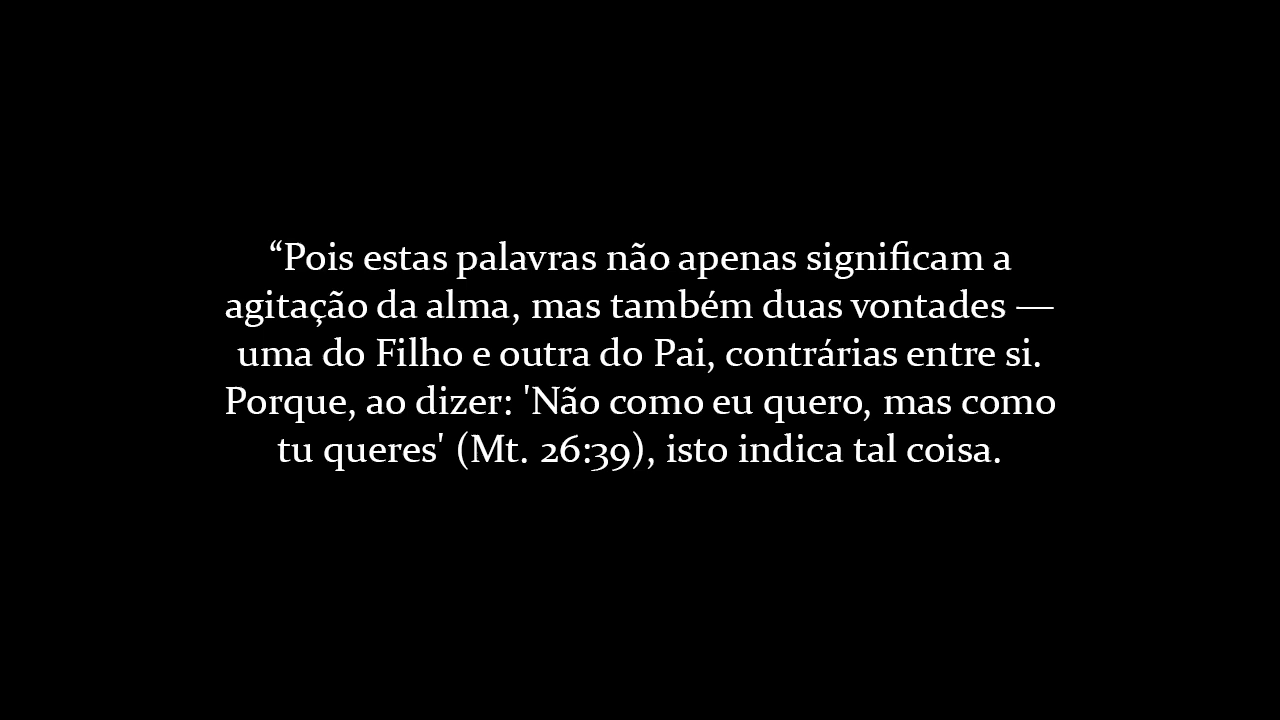 “Pois estas palavras não apenas significam a
agitação da alma, mas também duas vontades —
uma do Filho e outra do Pai, contrárias entre si.
Porque, ao dizer: 'Não como eu quero, mas como
tu queres' (Mt. 26:39), isto indica tal coisa.